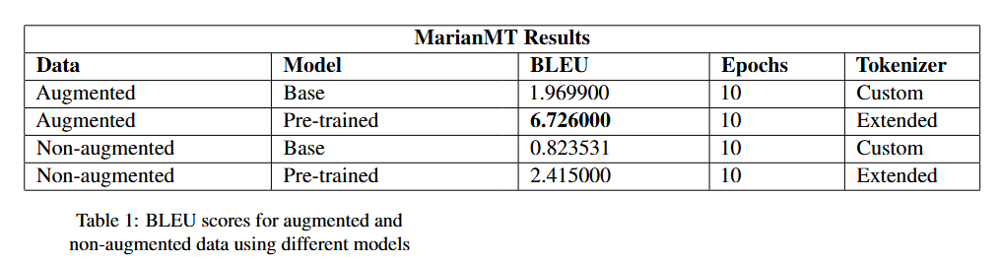 MarianMT Results
Data Model BLEU Epochs Tokenizer
Augmented Base 1.969900 10 Custom
Augmented Pre-trained 6.726000 10 Extended
Non-augmented Base 0.823531 10 Custom
Non-augmented Pre-trained 2.415000 10 Extended
Table 1: BLEU scores for augmented and
non-augmented data using different models